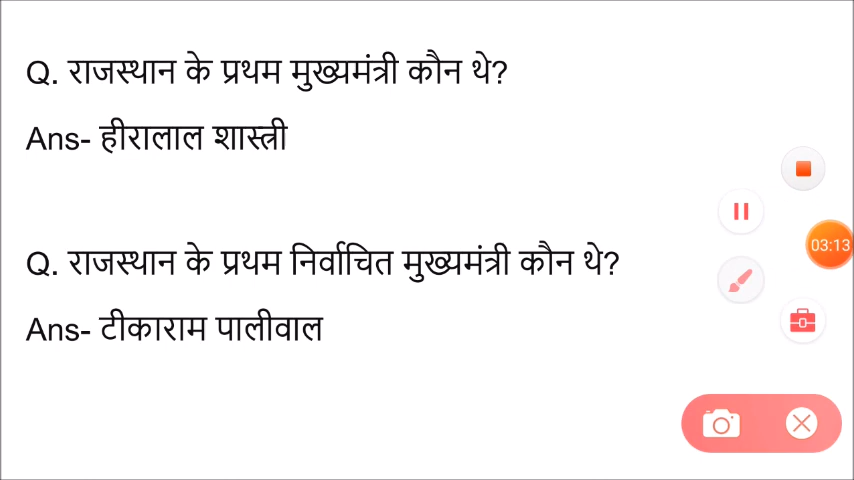 Q. राजस्थान के प्रथम मुख्यमंत्री कौन थे?
Ans- हीरालाल शास्त्री
Q. राजस्थान के प्रथम निर्वाचित मुख्यमंत्री कौन थे?
Ans- टीकाराम पालीवाल
03:13